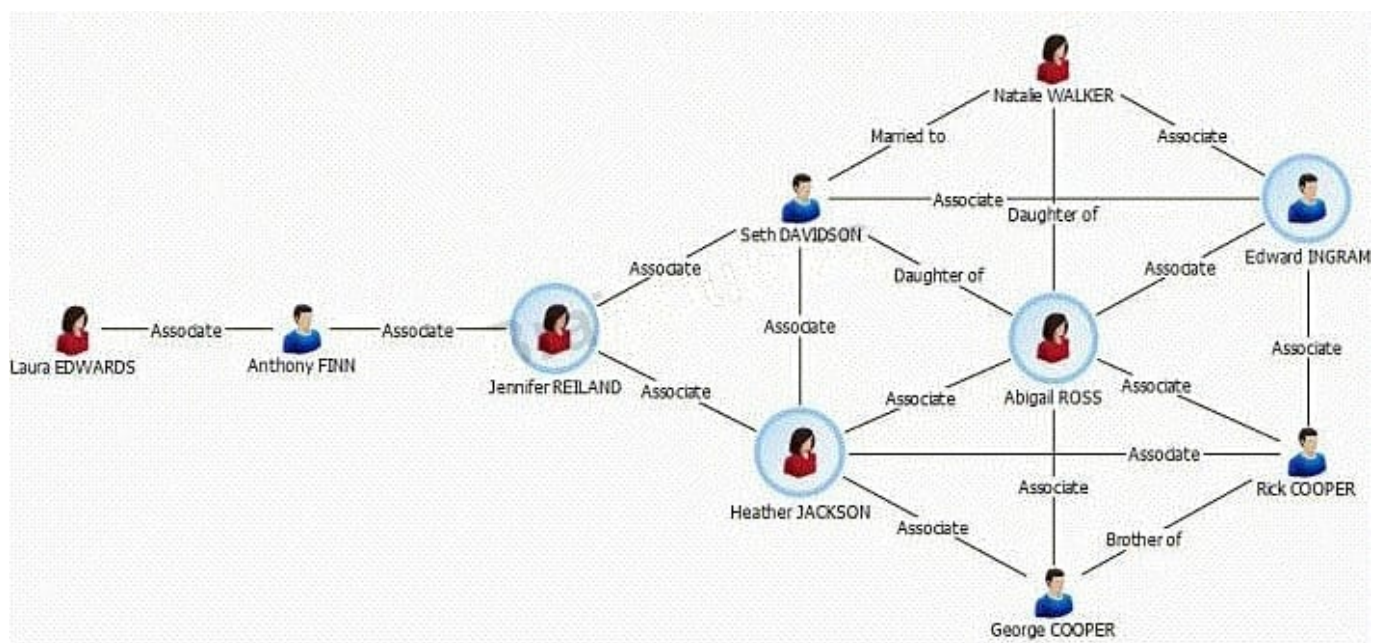 Natalie WALKER
Married to
Associate
Associate
Daughter of
Seth DAVIDSON
Edward INGRAM
Associate
Daughter of
Associate
Laura EDWARDS
Associate
Anthony FINN
Associate
Jennifer REILAND
Associate
Associate
Associate
Abigail ROSS
Associate
Associate
Associate
Heather JACKSON
Associate
Rick COOPER
Associate
Associate
Brother of
George COOPER